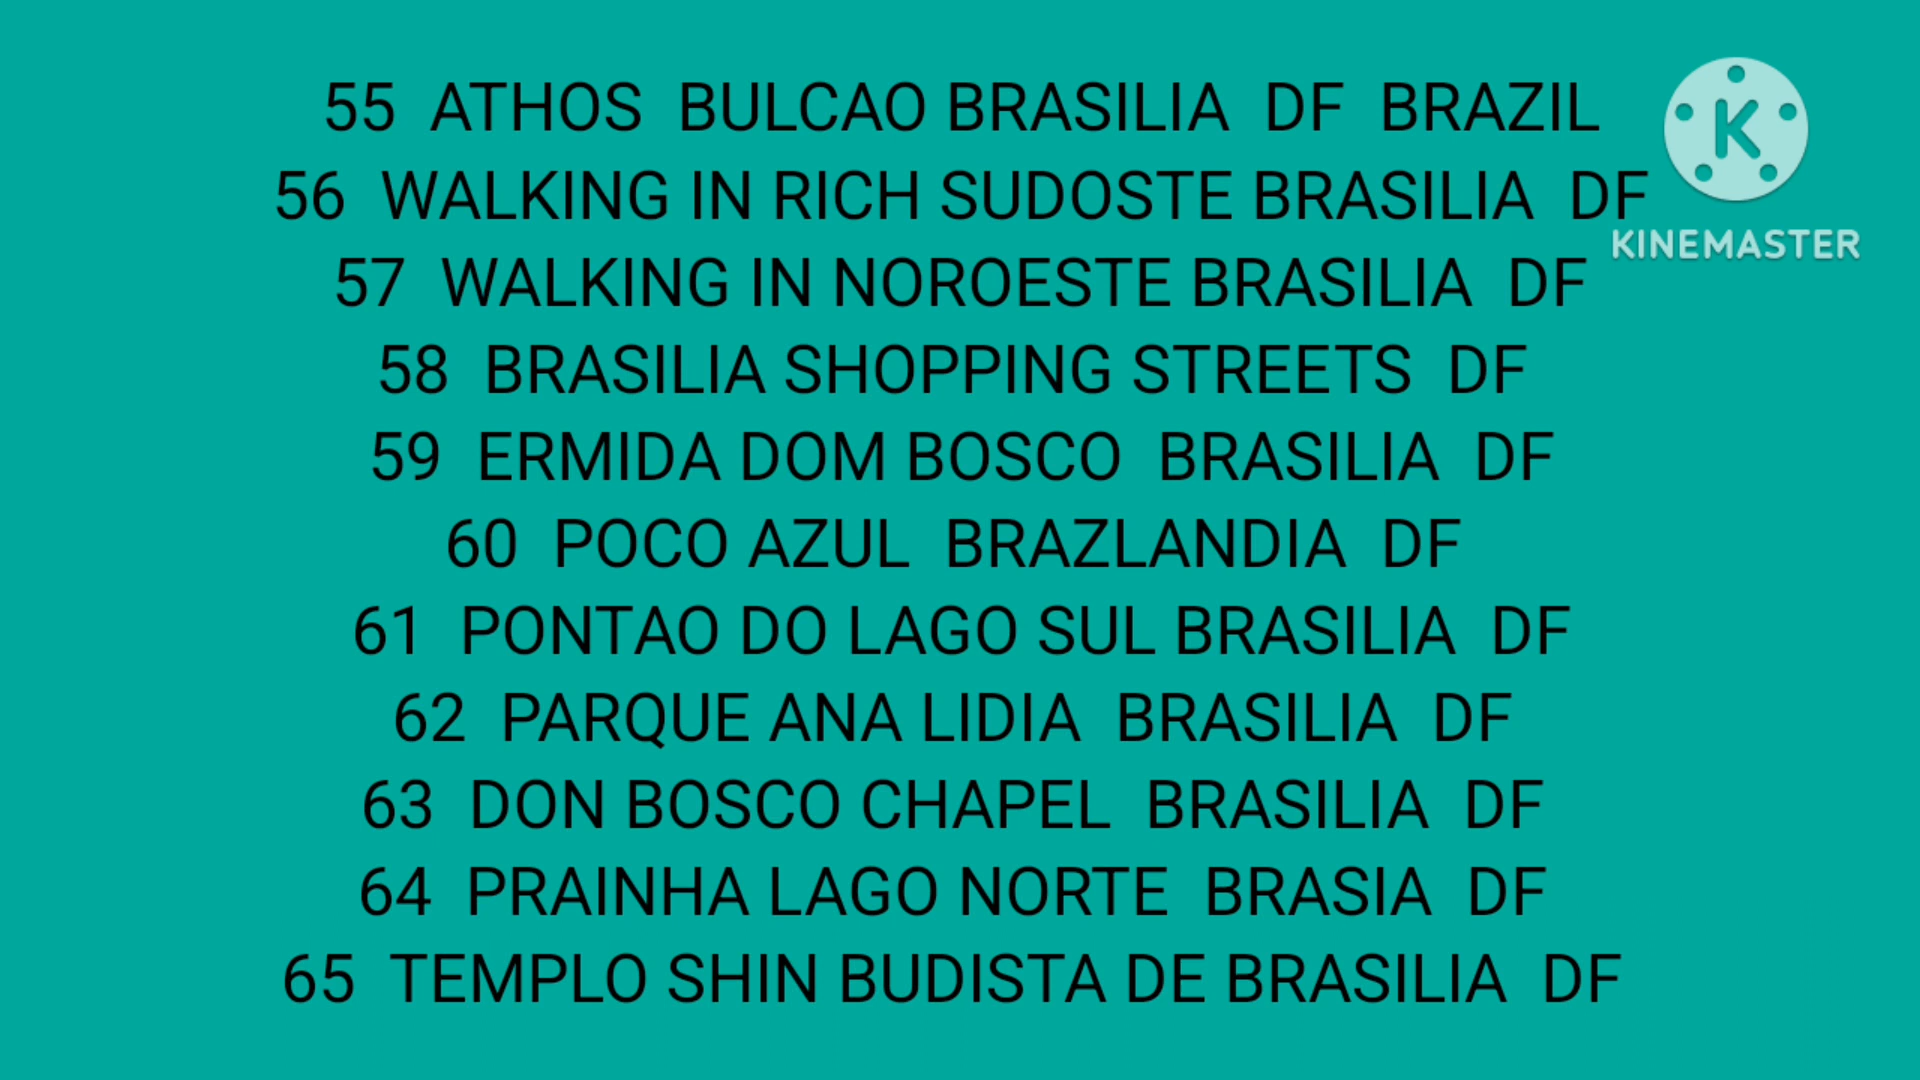 55 ATHOS BULCAO BRASILIA DF BRAZIL
56 WALKING IN RICH SUDOSTE BRASILIA DF
57 WALKING IN NOROESTE BRASILIA DF
58 BRASILIA SHOPPING STREETS DF
59 ERMIDA DOM BOSCO BRASILIA DF
60 POCO AZUL BRAZLANDIA DF
61 PONTAO DO LAGO SUL BRASILIA DF
62 PARQUE ANA LIDIA BRASILIA DF
63 DON BOSCO CHAPEL BRASILIA DF
64 PRAINHA LAGO NORTE BRASIA DF
65 TEMPLO SHIN BUDISTA DE BRASILIA DF
K
KINEMASTER